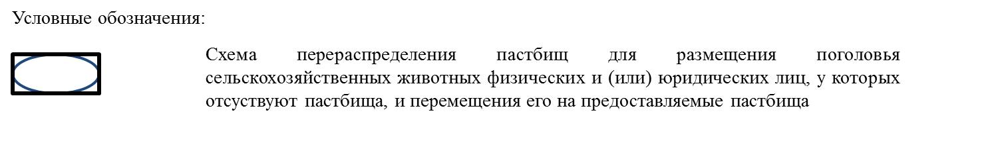 Условные обозначения:
Схема перераспределения пастбищ для размещения поголовья
сельскохозяйственных животных физических и (или) юридических лиц, у которых
отсуствуют пастбища, и перемещения его на предоставляемые пастбища